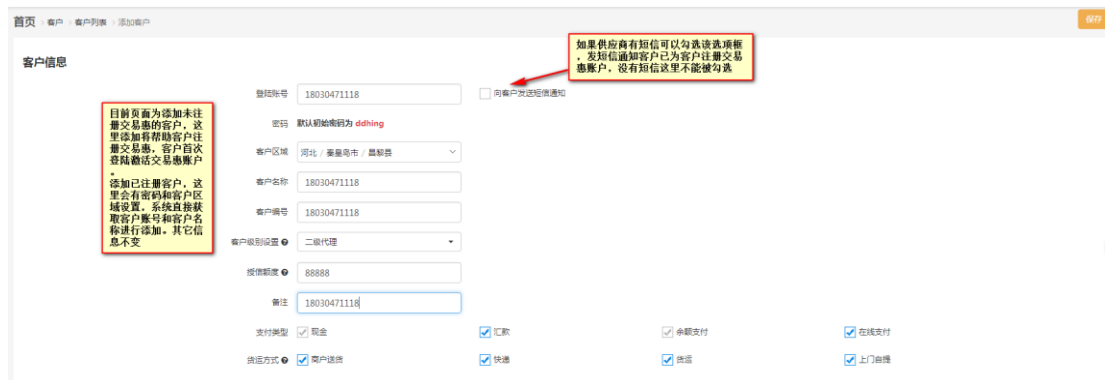 首页 › 客户 › 客户列表 › 添加客户
保存
客户信息
如果供应商有短信可以勾选该选项框
，发短信通知客户已为客户注册交易
惠账户，没有短信这里不能被勾选
登陆账号 18030471118 向客户发送短信通知
目前页面为添加未注
册交易惠的客户，这
里添加将帮助客户注
册交易惠，客户首次
登陆激活交易惠账户
。
添加已注册客户，这
里会有密码和客户区
域设置，系统直接获
取客户账号和客户名
称进行添加。其它信
息不变
密码 默认初始密码为 ddhing
客户区域 河北 / 秦皇岛市 / 昌黎县
客户名称 18030471118
客户编号 18030471118
客户级别设置 二级代理
授信额度 88888
备注 18030471118
支付类型 现金 汇款 余额支付 在线支付
货运方式 商户送货 快递 货运 上门自提